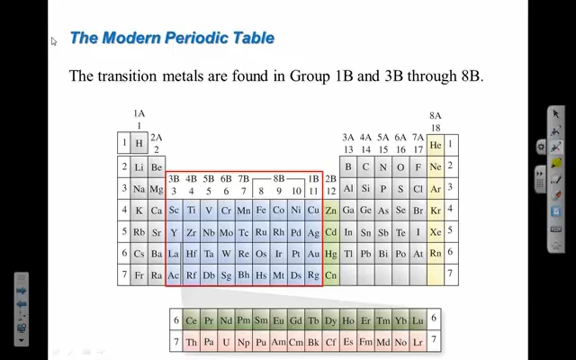 The Modern Periodic Table
The transition metals are found in Group 1B and 3B through 8B.
1A 8A
1 18
1 H 2A 3A 4A 5A 6A 7A He 1
2 13 14 15 16 17
2 Li Be B C N O F Ne 2
3B 4B 5B 6B 7B 8B 1B 2B
3 Na Mg 3 4 5 6 7 8 9 10 11 12 Al Si P S Cl Ar 3
4 K Ca Sc Ti V Cr Mn Fe Co Ni Cu Zn Ga Ge As Se Br Kr 4
5 Rb Sr Y Zr Nb Mo Tc Ru Rh Pd Ag Cd In Sn Sb Te I Xe 5
6 Cs Ba La Hf Ta W Re Os Ir Pt Au Hg Tl Pb Bi Po At Rn 6
7 Fr Ra Ac Rf Db Sg Bh Hs Mt Ds Rg Cn 7
6 Ce Pr Nd Pm Sm Eu Gd Tb Dy Ho Er Tm Yb Lu 6
7 Th Pa U Np Pu Am Cm Bk Cf Es Fm Md No Lr 7